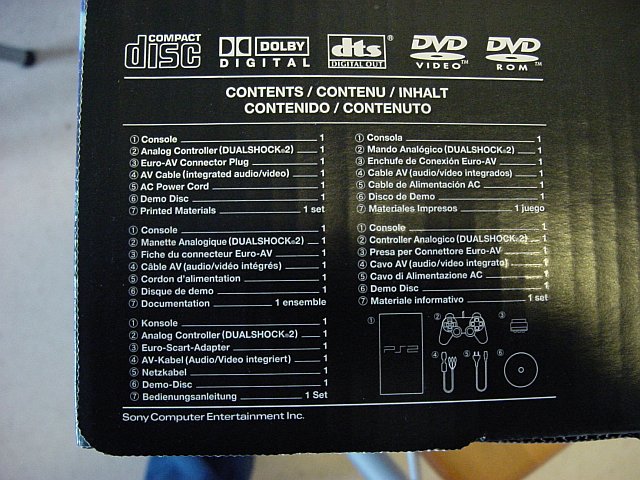 COMPACT
disc
DOLBY
DIGITAL
dts®
DIGITAL OUT
DVD
VIDEO™
DVD
ROM™
CONTENTS / CONTENU / INHALT
CONTENIDO / CONTENUTO
① Console 1
② Analog Controller (DUALSHOCK®2) 1
③ Euro-AV Connector Plug 1
④ AV Cable (integrated audio/video) 1
⑤ AC Power Cord 1
⑥ Demo Disc 1
⑦ Printed Materials 1 set
① Console 1
② Manette Analogique (DUALSHOCK®2) 1
③ Fiche du connecteur Euro-AV 1
④ Câble AV (audio/vidéo intégrés) 1
⑤ Cordon d'alimentation 1
⑥ Disque de demo 1
⑦ Documentation 1 ensemble
① Konsole 1
② Analog Controller (DUALSHOCK®2) 1
③ Euro-Scart-Adapter 1
④ AV-Kabel (Audio/Video integriert) 1
⑤ Netzkabel 1
⑥ Demo-Disc 1
⑦ Bedienungsanleitung 1 Set
① Consola 1
② Mando Analógico (DUALSHOCK®2) 1
③ Enchufe de Conexión Euro-AV 1
④ Cable AV (audio/vídeo integrados) 1
⑤ Cable de Alimentación AC 1
⑥ Disco de Demo 1
⑦ Materiales Impresos 1 juego
① Console 1
② Controller Analogico (DUALSHOCK®2) 1
③ Presa per Connettore Euro-AV 1
④ Cavo AV (audio/video integrato) 1
⑤ Cavo di Alimentazione AC 1
⑥ Demo Disc 1
⑦ Materiale informativo 1 set
① ② ③
PS2
④ ⑤ ⑥
Sony Computer Entertainment Inc.